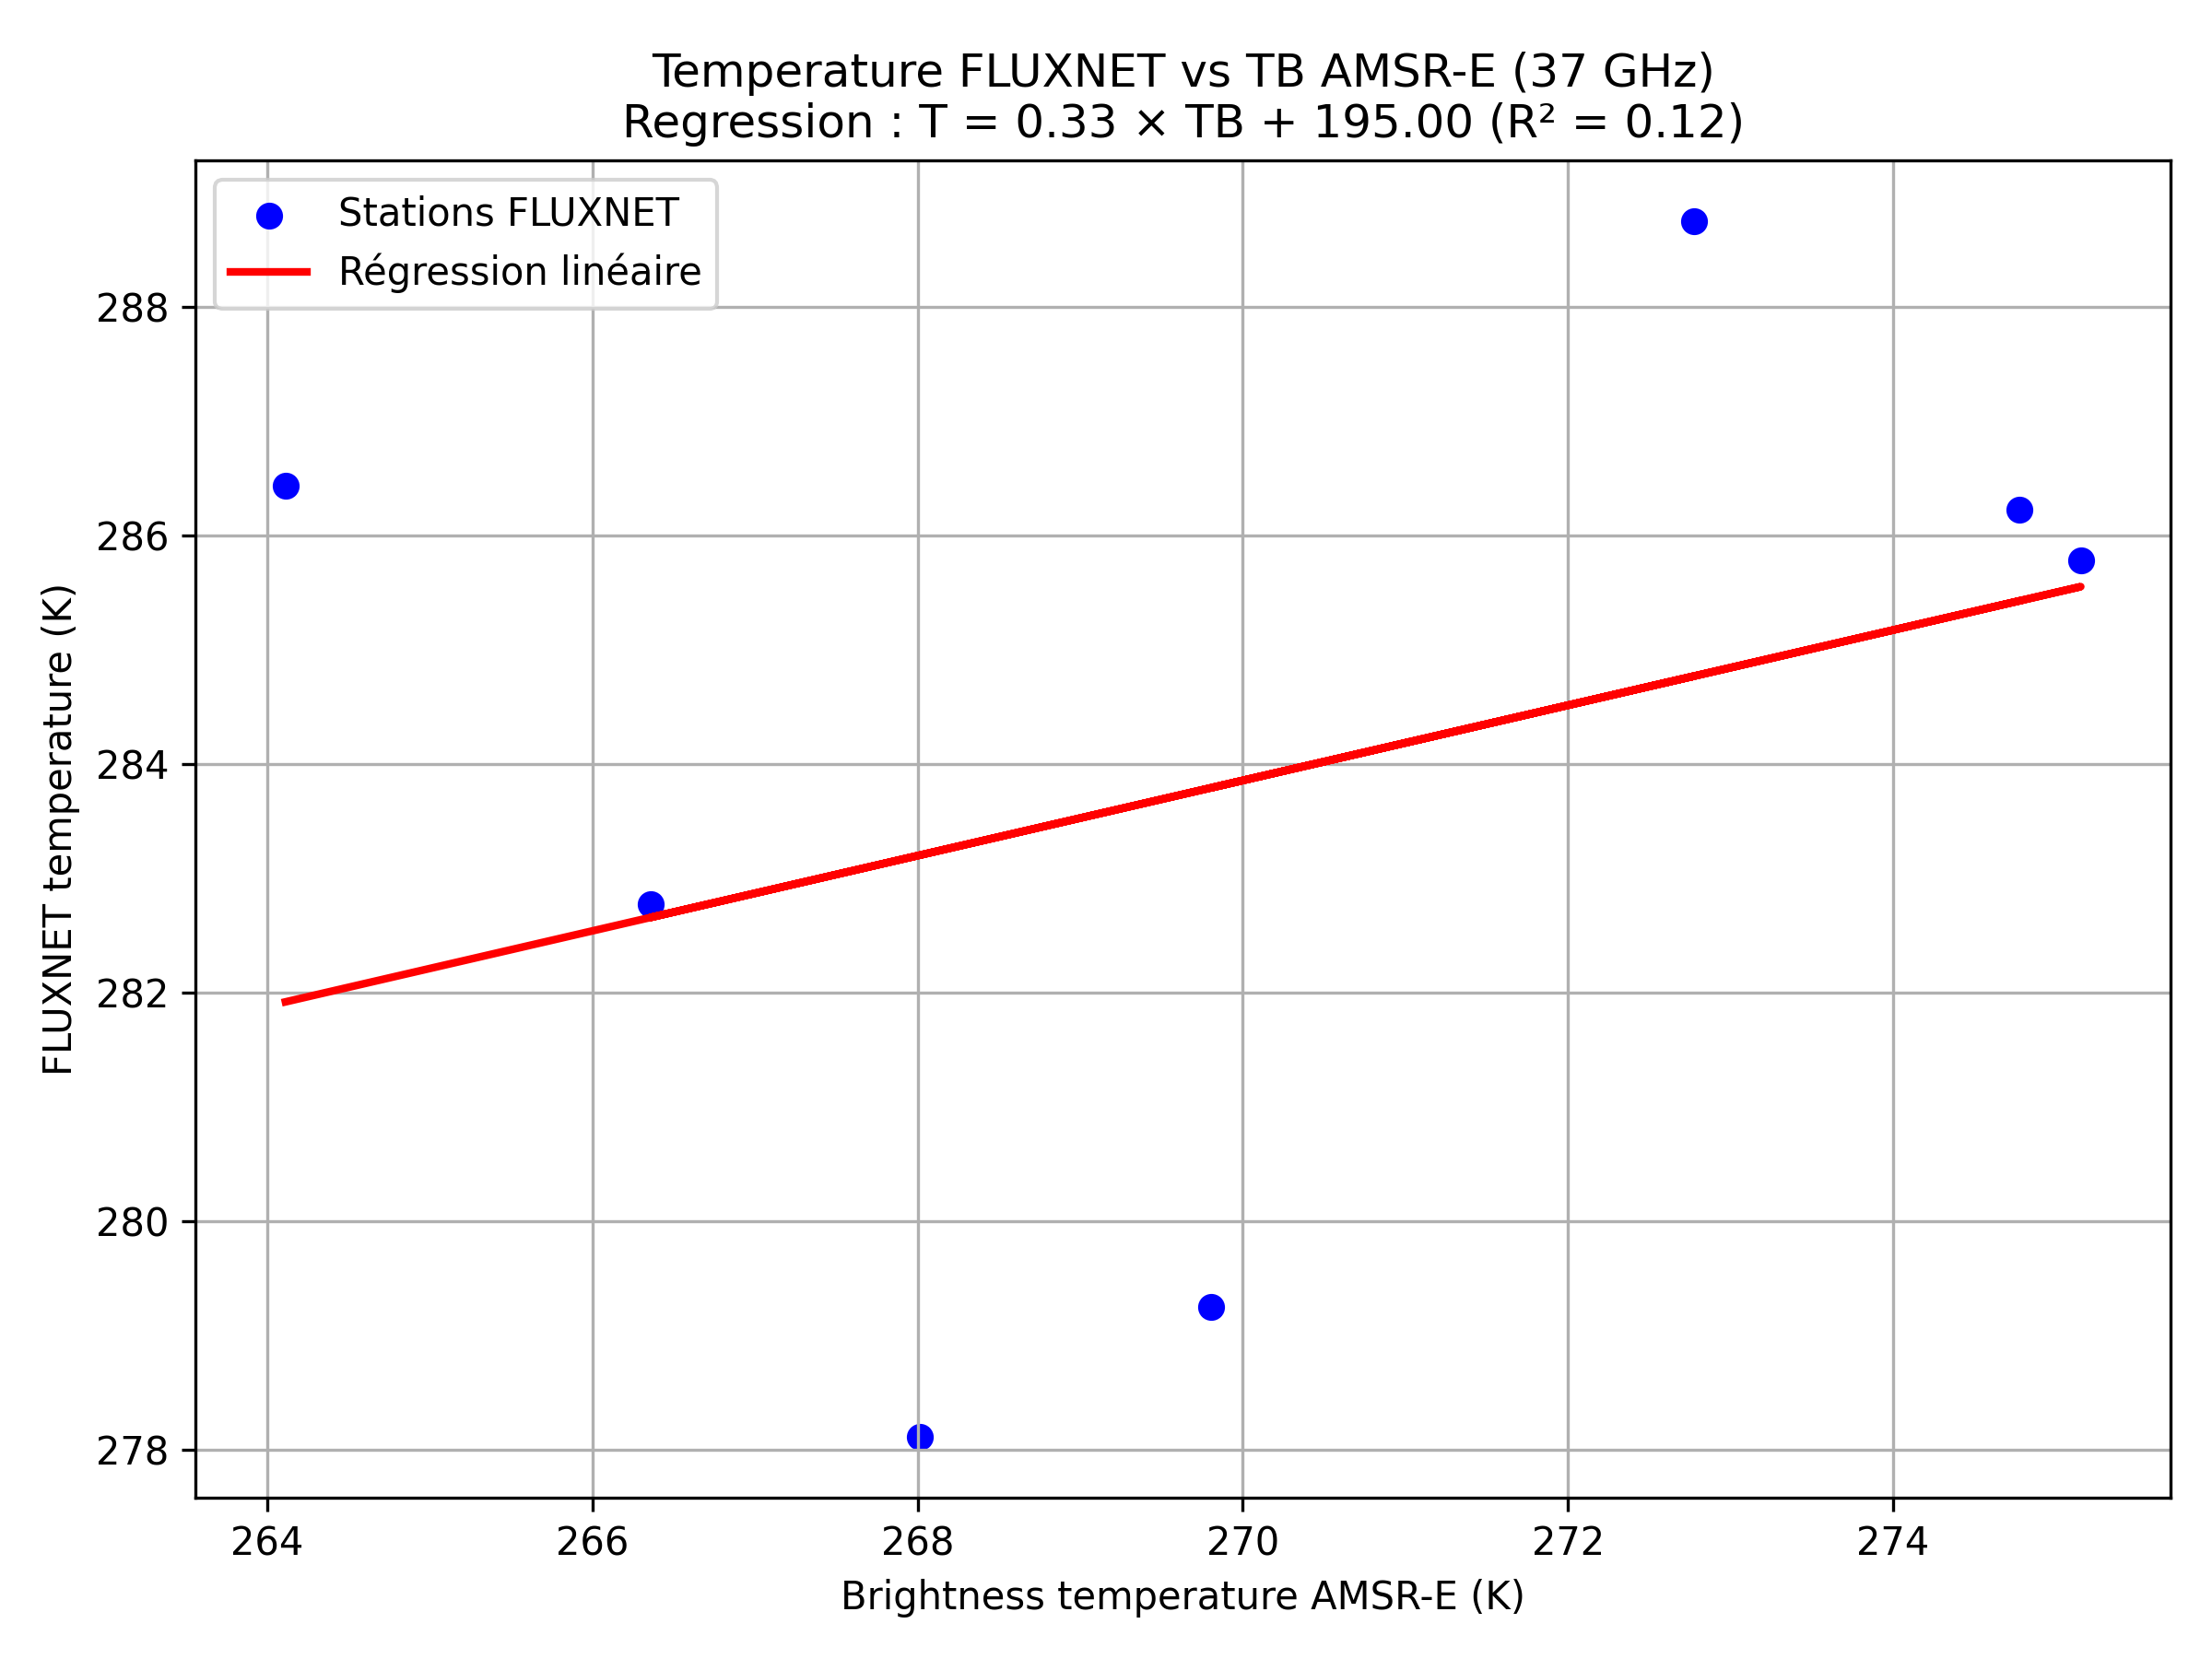 Temperature FLUXNET vs TB AMSR-E (37 GHz)
Regression : T = 0.33 × TB + 195.00 (R² = 0.12)
Stations FLUXNET
Régression linéaire
288
286
284
282
280
278
FLUXNET temperature (K)
264 266 268 270 272 274
Brightness temperature AMSR-E (K)